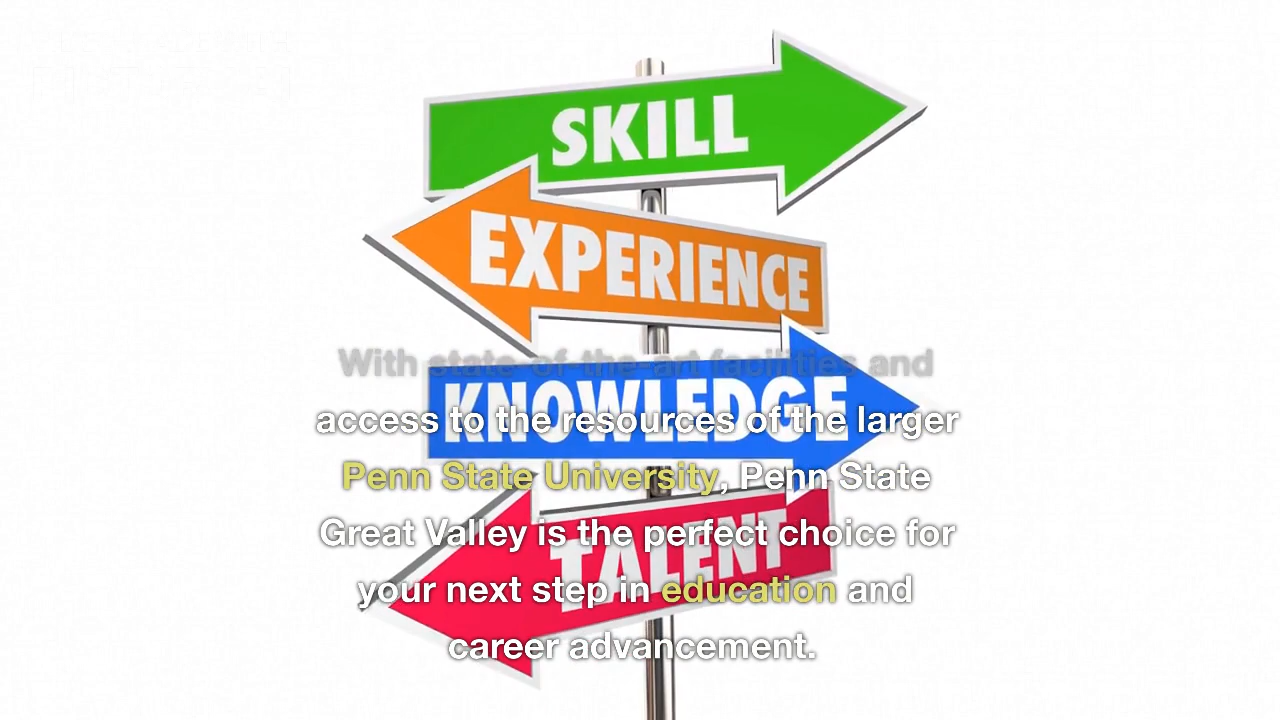 SKILL
EXPERIENCE
With state-of-the-art facilities and
KNOWLEDGE
access to the resources of the larger
Penn State University, Penn State
Great Valley is the perfect choice for
TALENT
your next step in education and
career advancement.